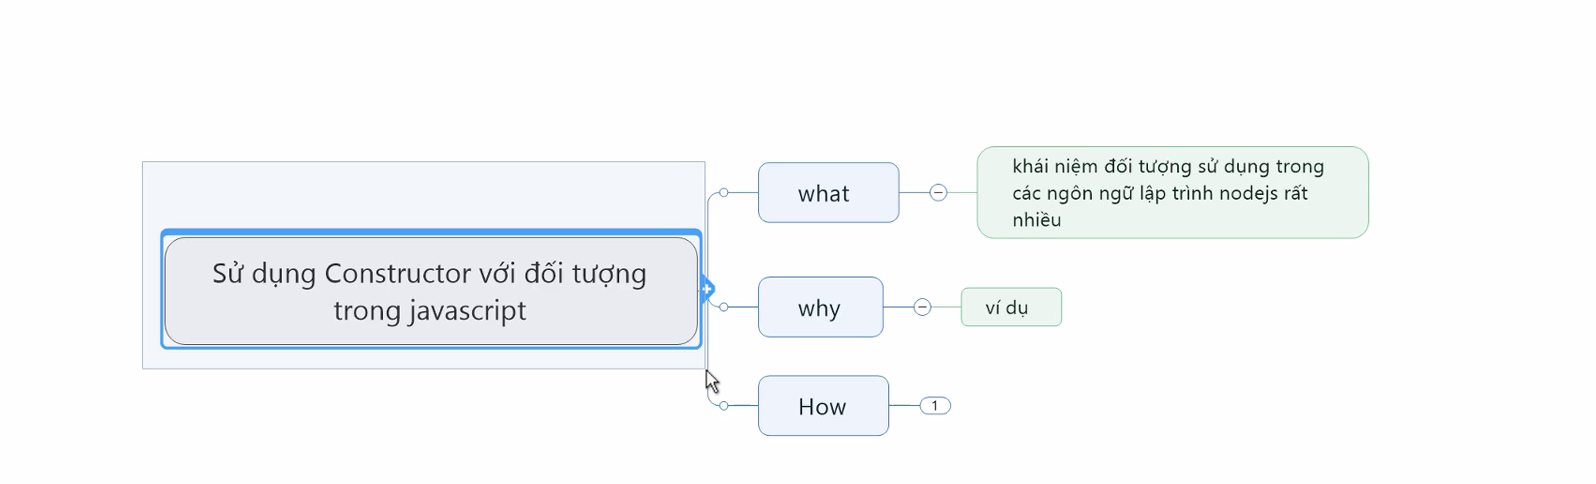 Sử dụng Constructor với đối tượng
trong javascript
what
khái niệm đối tượng sử dụng trong
các ngôn ngữ lập trình nodejs rất
nhiều
why
ví dụ
How
1